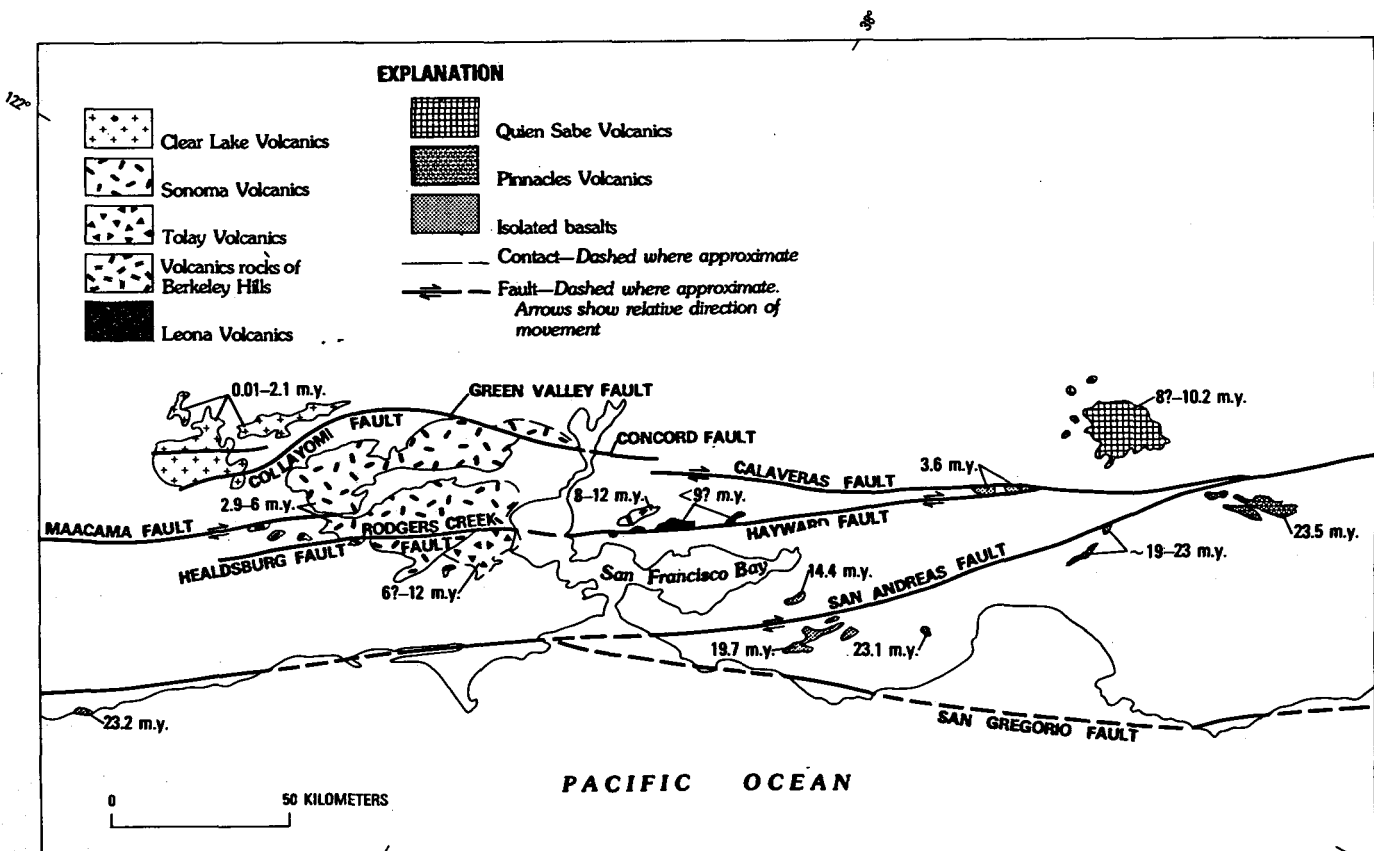 38°
122°
EXPLANATION
Clear Lake Volcanics
Sonoma Volcanics
Tolay Volcanics
Volcanics rocks of
Berkeley Hills
Leona Volcanics
Quien Sabe Volcanics
Pinnacles Volcanics
Isolated basalts
Contact—Dashed where approximate
Fault—Dashed where approximate.
Arrows show relative direction of
movement
0.01–2.1 m.y.
GREEN VALLEY FAULT
8?–10.2 m.y.
COLLAYOMI FAULT
CONCORD FAULT
CALAVERAS FAULT
3.6 m.y.
2.9–6 m.y.
8–12 m.y.
<9? m.y.
MAACAMA FAULT
RODGERS CREEK
FAULT
HAYWARD FAULT
23.5 m.y.
HEALDSBURG FAULT
~19–23 m.y.
San Francisco Bay
14.4 m.y.
SAN ANDREAS FAULT
6?–12 m.y.
19.7 m.y.
23.1 m.y.
23.2 m.y.
SAN GREGORIO FAULT
PACIFIC OCEAN
0 50 KILOMETERS